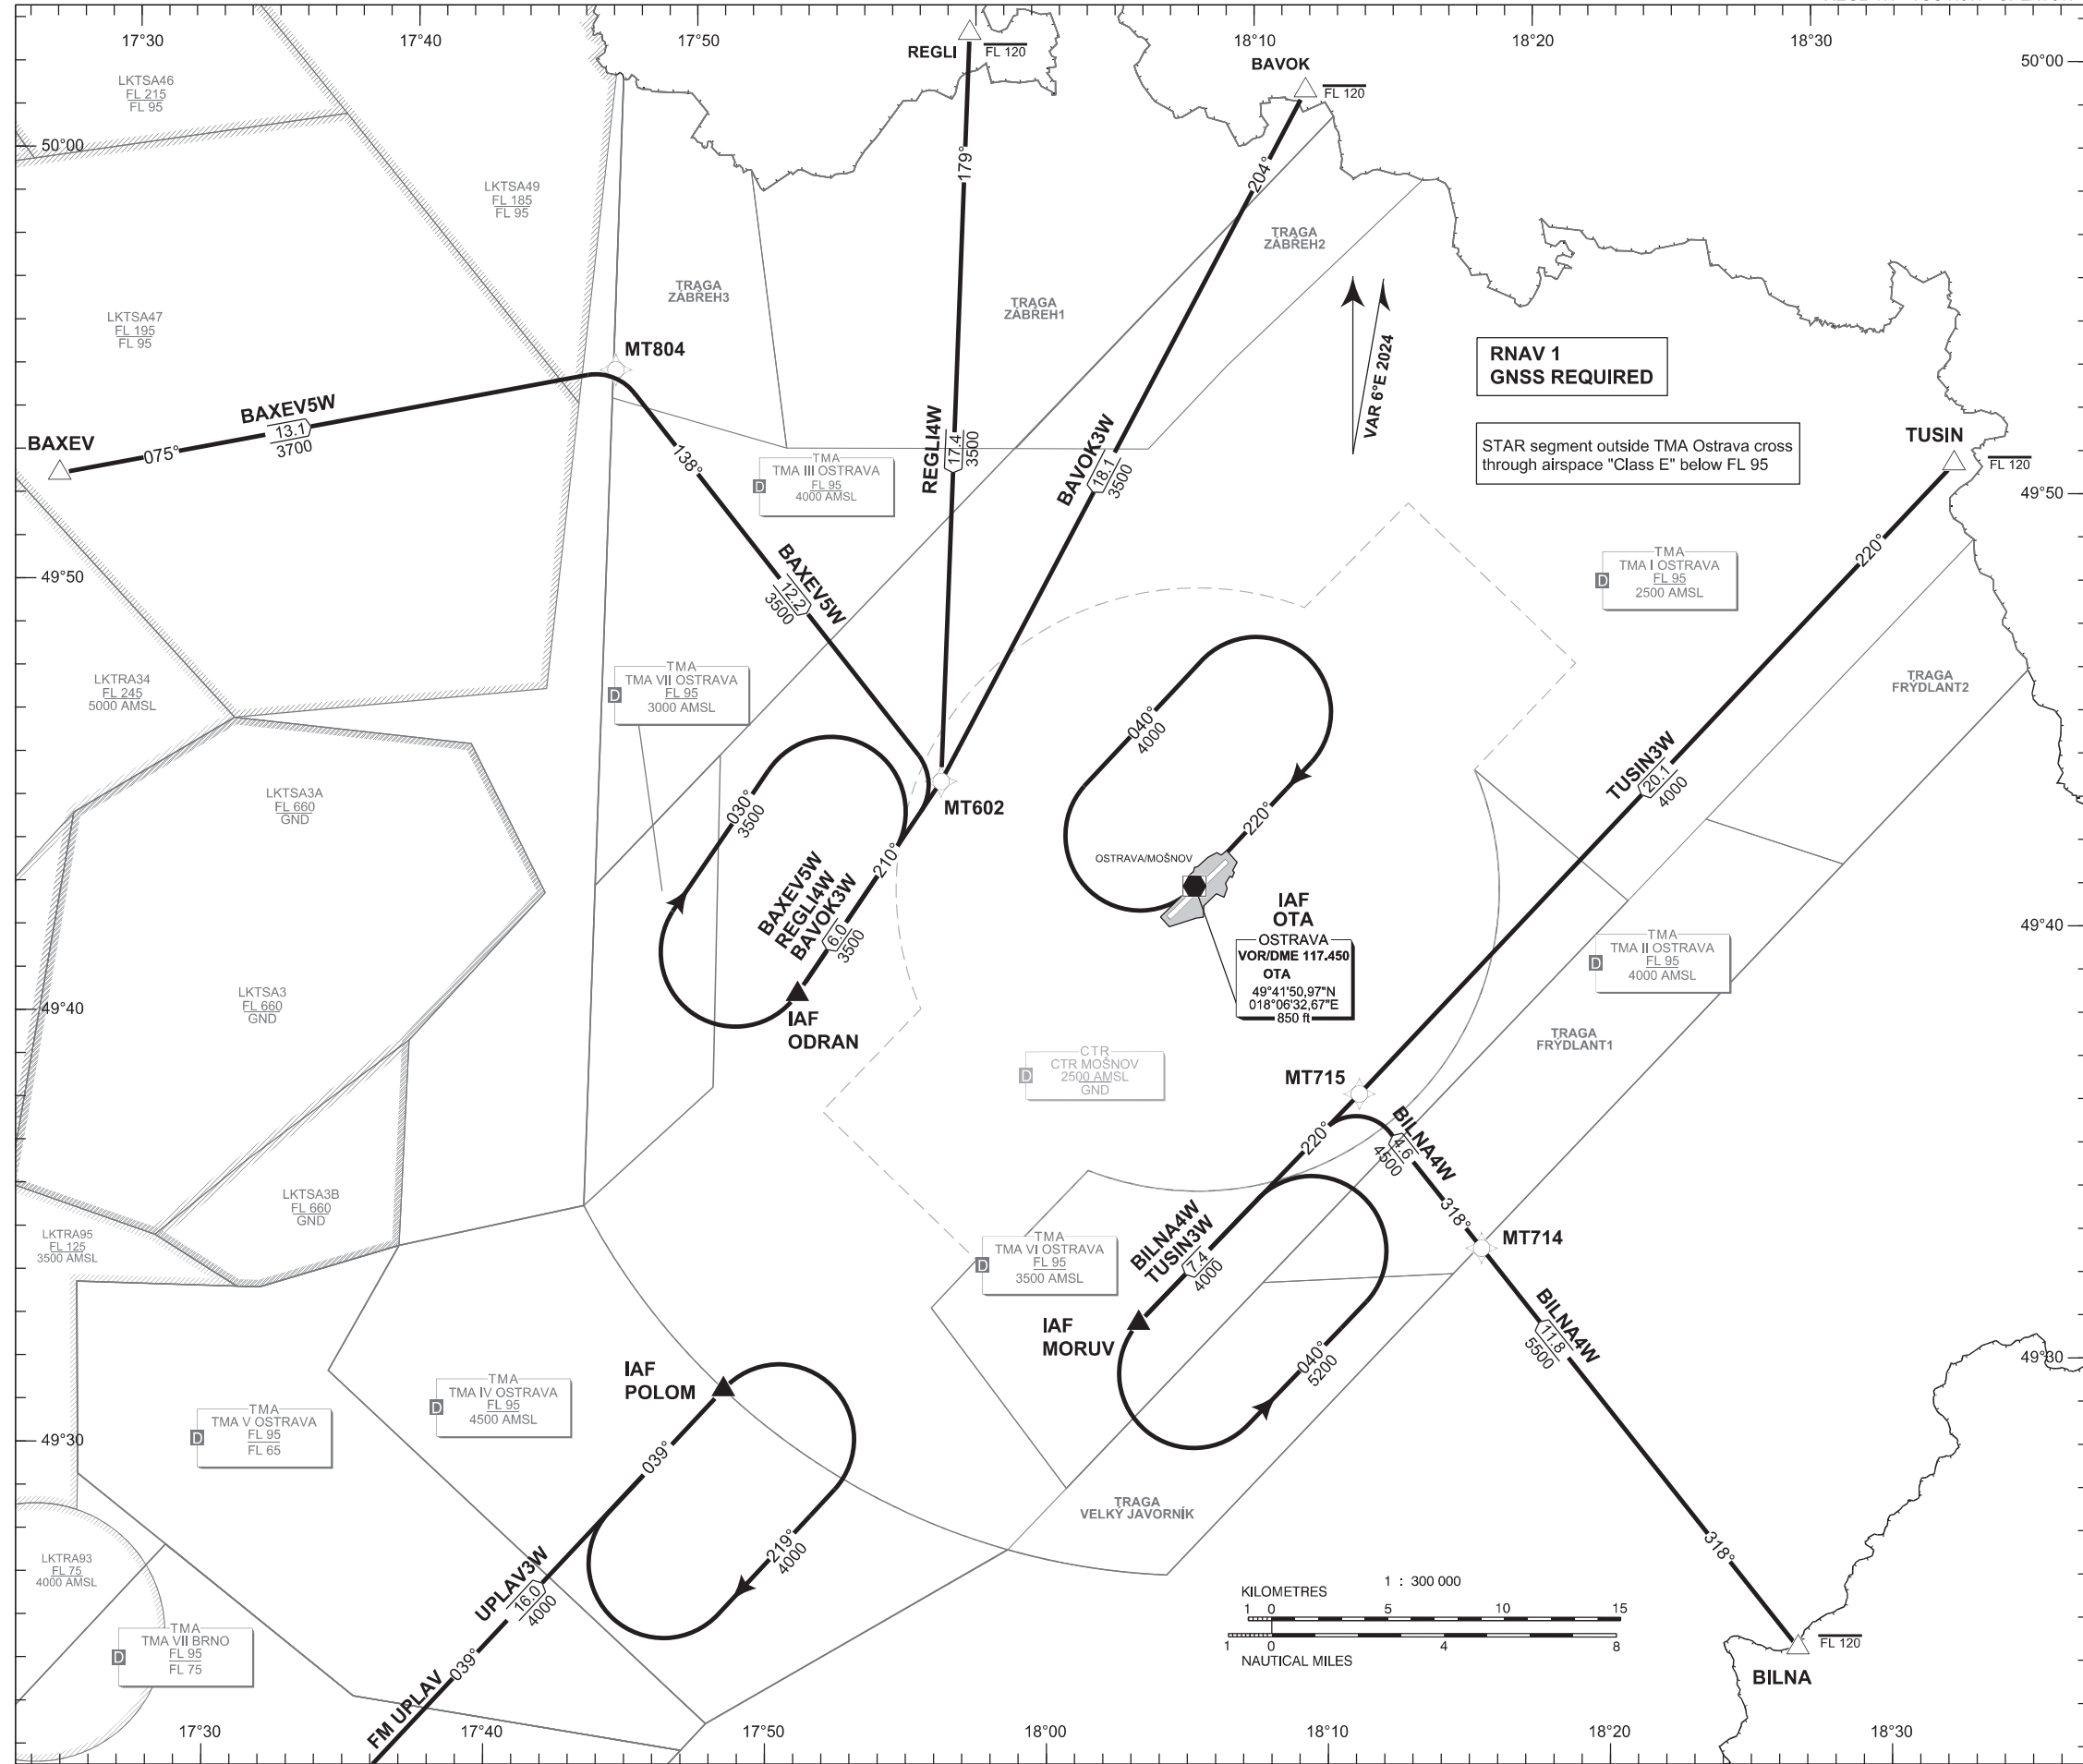 17°30
17°40
17°50
18°10
18°20
18°30
REGLI
FL 120
BAVOK
FL 120
50°00
50°00
LKTSA46
FL 215
FL 95
LKTSA49
FL 185
FL 95
179°
204°
TRAGA
ZÁBŘEH2
TRAGA
ZÁBŘEH3
TRAGA
ZÁBŘEH1
LKTSA47
FL 195
FL 95
MT804
VAR 6°E 2024
RNAV 1
GNSS REQUIRED
STAR segment outside TMA Ostrava cross
through airspace "Class E" below FL 95
BAXEV
075°
BAXEV5W
13.1
3700
138°
TMA
TMA III OSTRAVA
D
FL 95
4000 AMSL
REGLI4W
17.4
3500
BAVOK3W
18.1
3500
TUSIN
FL 120
49°50
220°
49°50
BAXEV5W
12.2
3500
TMA
TMA I OSTRAVA
D
FL 95
2500 AMSL
LKTRA34
FL 245
5000 AMSL
TMA
TMA VII OSTRAVA
D
FL 95
3000 AMSL
TRAGA
FRÝDLANT2
040°
4000
TUSIN3W
20.1
4000
LKTSA3A
FL 660
GND
030°
3500
MT602
220°
OSTRAVA/MOŠNOV
210°
BAXEV5W
REGLI4W
BAVOK3W
6.0
3500
IAF
OTA
OSTRAVA
VOR/DME 117.450
OTA
49°41'50,97"N
018°06'32,67"E
850 ft
49°40
TMA
TMA II OSTRAVA
D
FL 95
4000 AMSL
LKTSA3
FL 660
GND
49°40
IAF
ODRAN
TRAGA
FRÝDLANT1
CTR
CTR MOŠNOV
D
2500 AMSL
GND
MT715
220°
BILNA4W
4.6
4500
318°
MT714
LKTSA3B
FL 660
GND
LKTRA95
FL 125
3500 AMSL
TMA
TMA VI OSTRAVA
D
FL 95
3500 AMSL
BILNA4W
TUSIN3W
7.4
4000
BILNA4W
11.8
5500
IAF
MORUV
040°
5200
49°30
IAF
POLOM
TMA
TMA IV OSTRAVA
D
FL 95
4500 AMSL
TMA
TMA V OSTRAVA
D
FL 95
FL 65
49°30
039°
TRAGA
VELKÝ JAVORNÍK
219°
4000
318°
LKTRA93
FL 75
4000 AMSL
UPLAV3W
16.0
4000
1 : 300 000
KILOMETRES
1 0 5 10 15
1 0 4 8
NAUTICAL MILES
TMA
TMA VII BRNO
D
FL 95
FL 75
039°
FM UPLAV
FL 120
BILNA
17°30
17°40
17°50
18°00
18°10
18°20
18°30